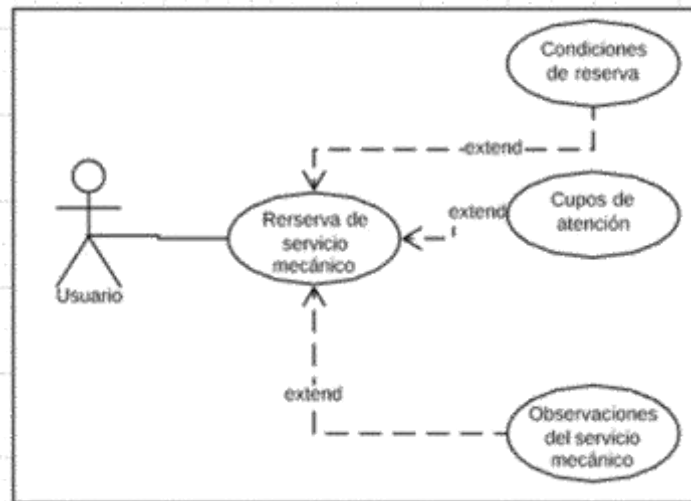 Condiciones
de reserva
extend
Cupos de
atención
extend
Rerserva de
servicio
mecánico
Usuario
extend
Observaciones
del servicio
mecánico